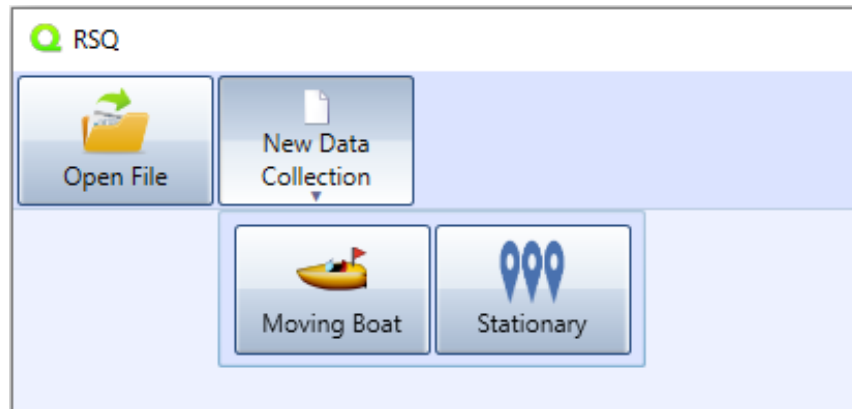 RSQ
Open File
New Data
Collection
Moving Boat
Stationary